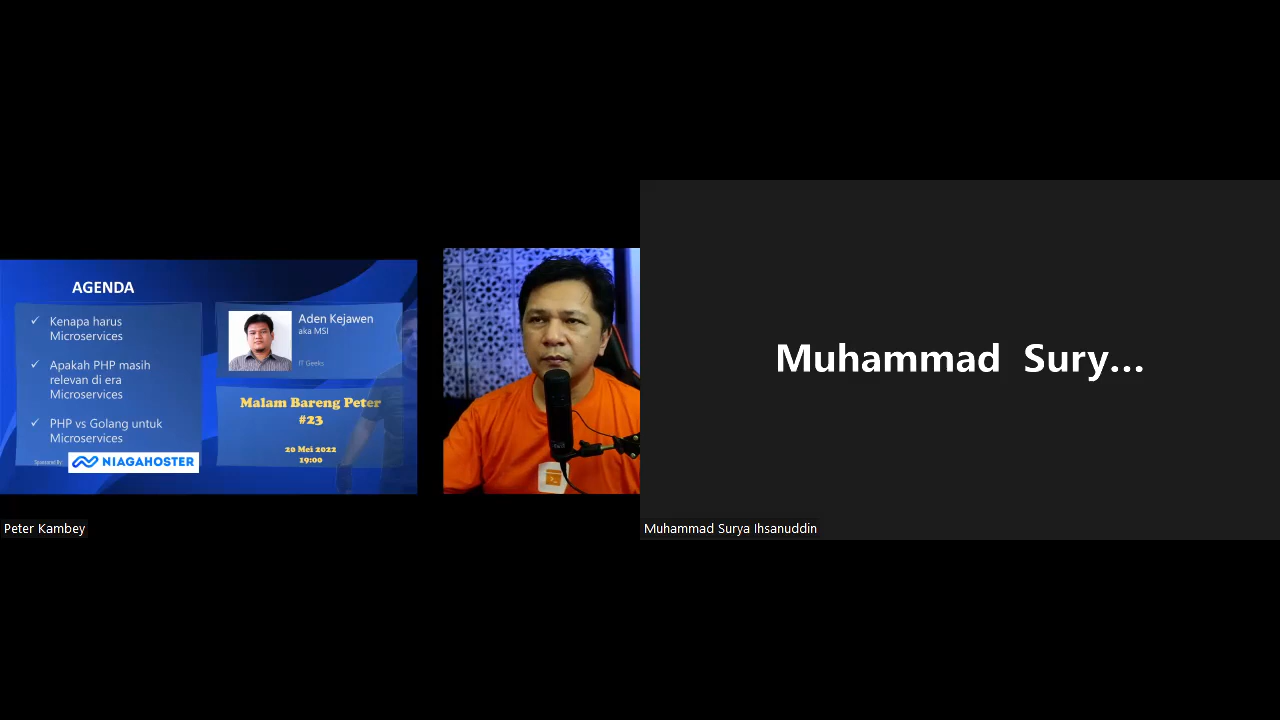 AGENDA
✓ Kenapa harus
Microservices
✓ Apakah PHP masih
relevan di era
Microservices
✓ PHP vs Golang untuk
Microservices
Sponsored By
NIAGAHOSTER
Aden Kejawen
aka MSI
IT Geeks
Malam Bareng Peter
#23
20 Mei 2022
19:00
Peter Kambey
Muhammad Sury...
Muhammad Surya Ihsanuddin